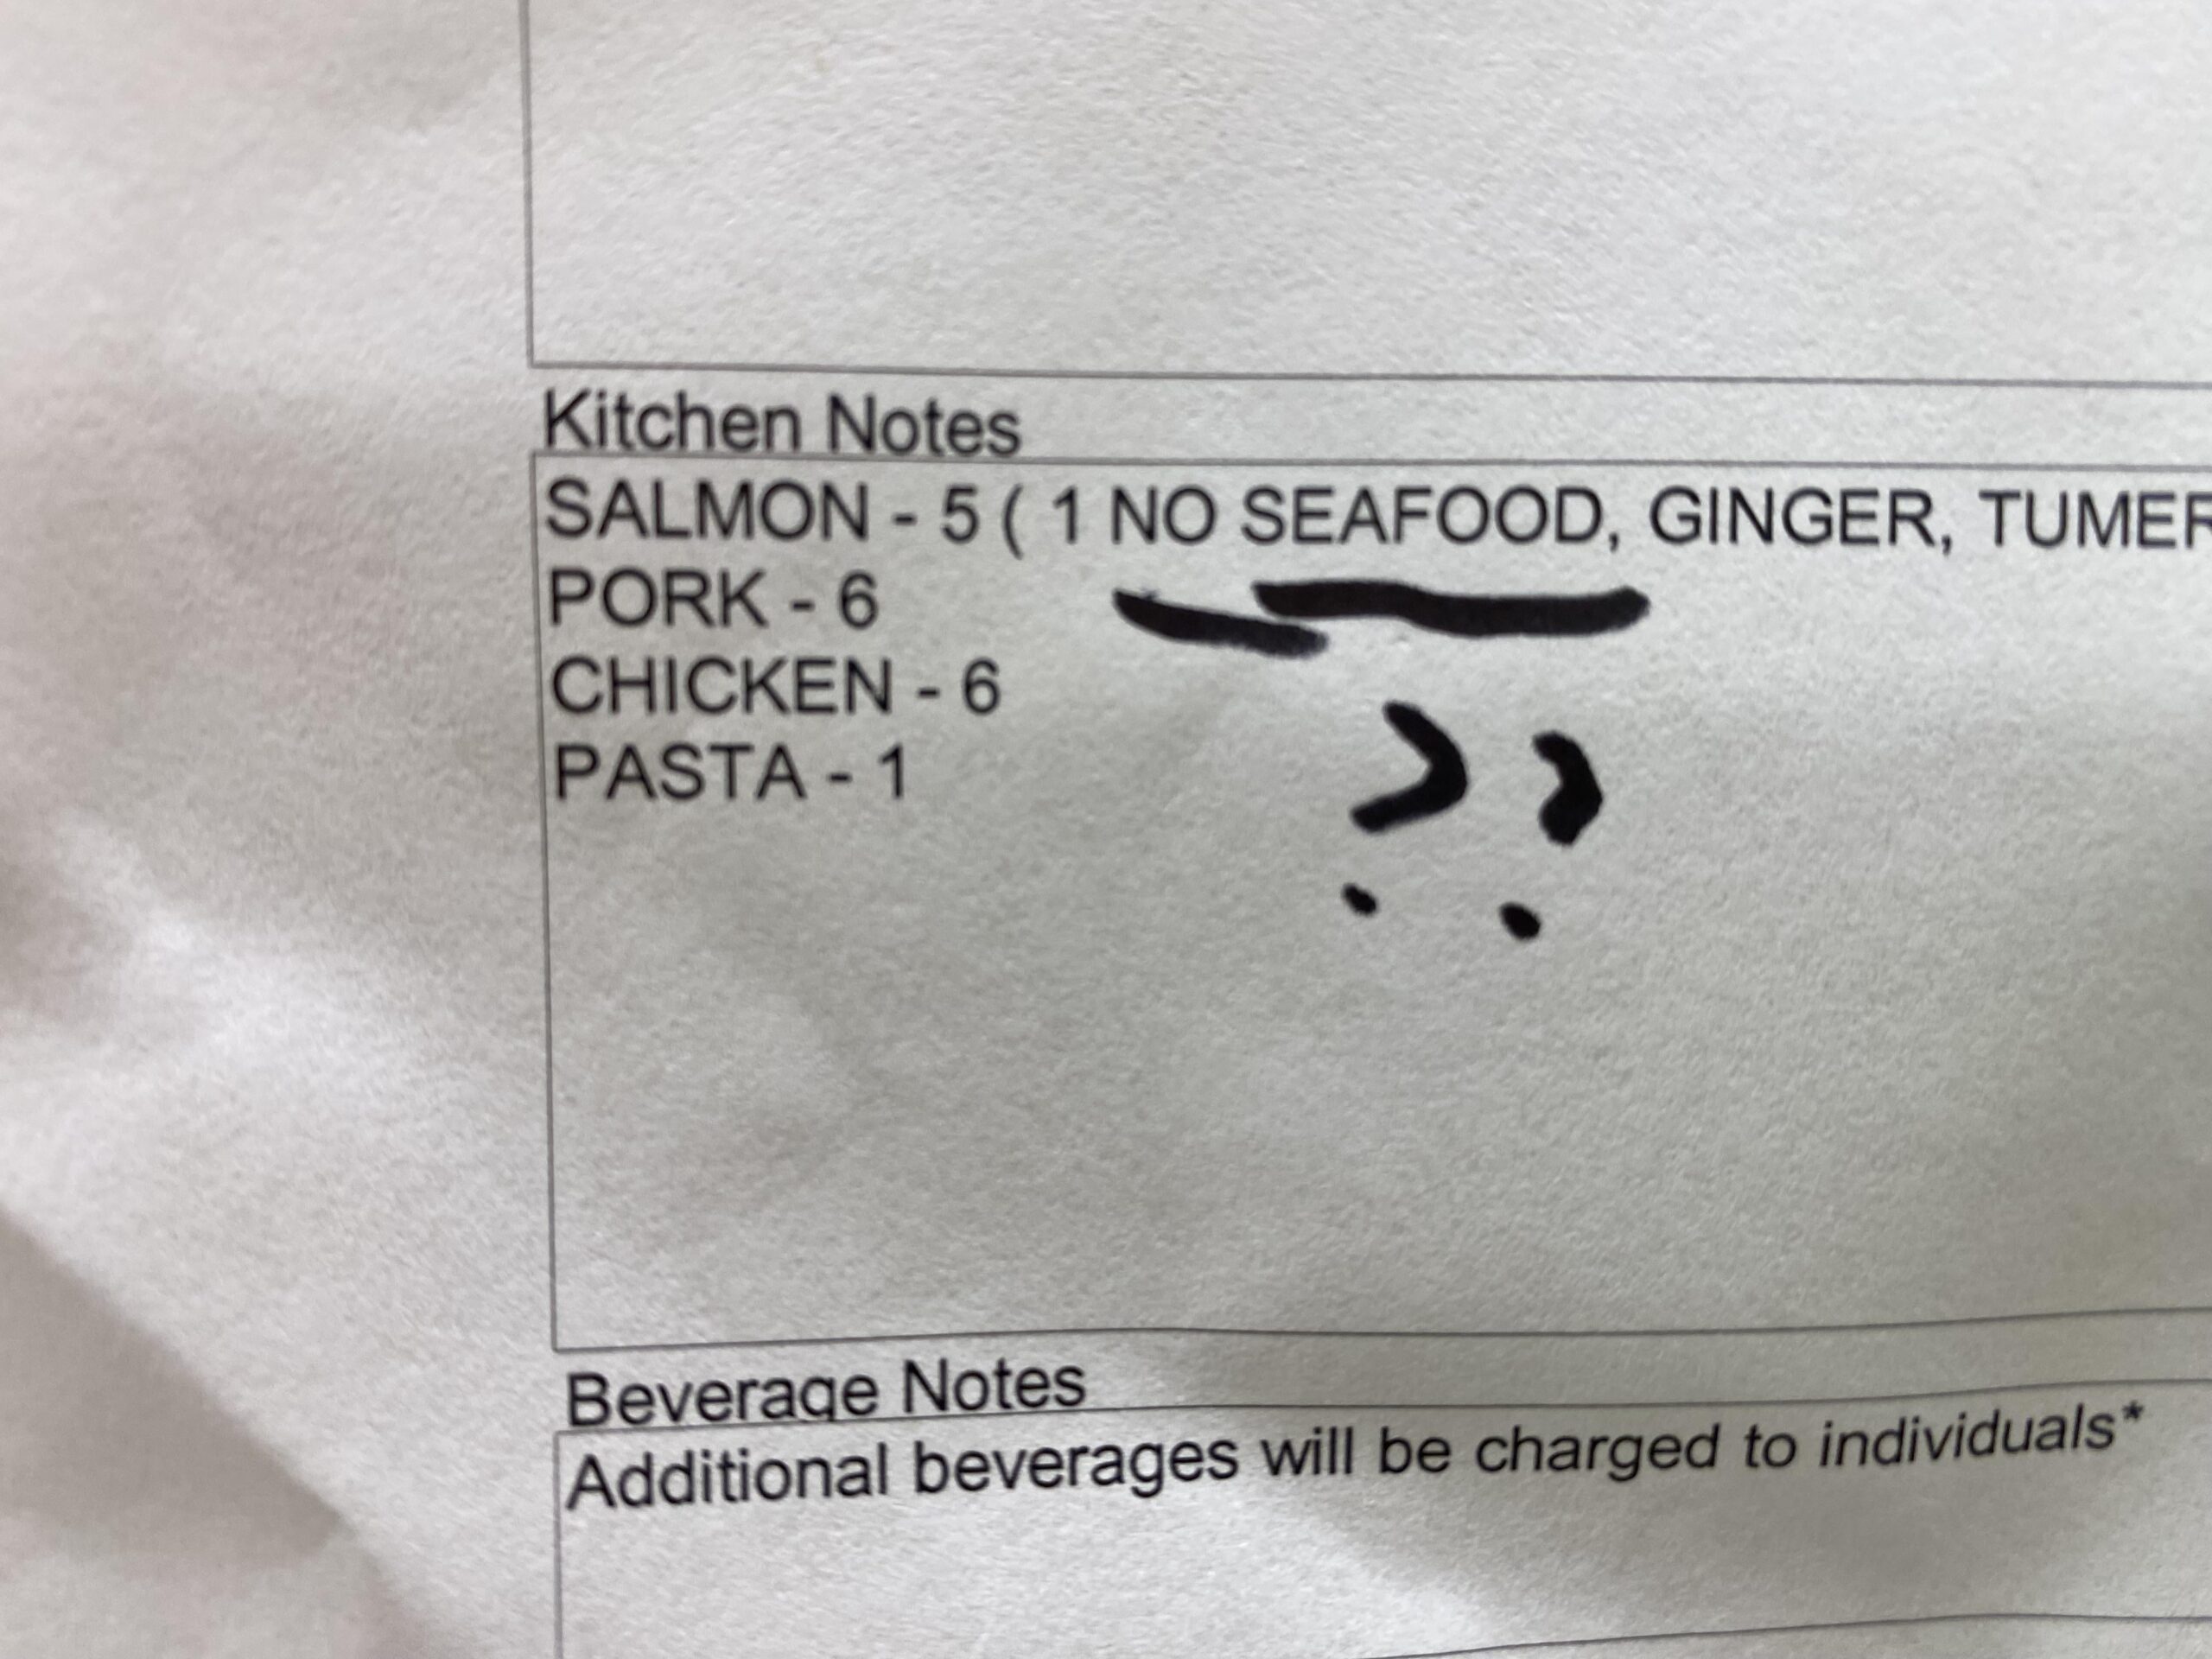 Kitchen Notes
SALMON - 5 ( 1 NO SEAFOOD, GINGER, TUMER
PORK - 6
CHICKEN - 6
PASTA - 1
??
Beverage Notes
Additional beverages will be charged to individuals*